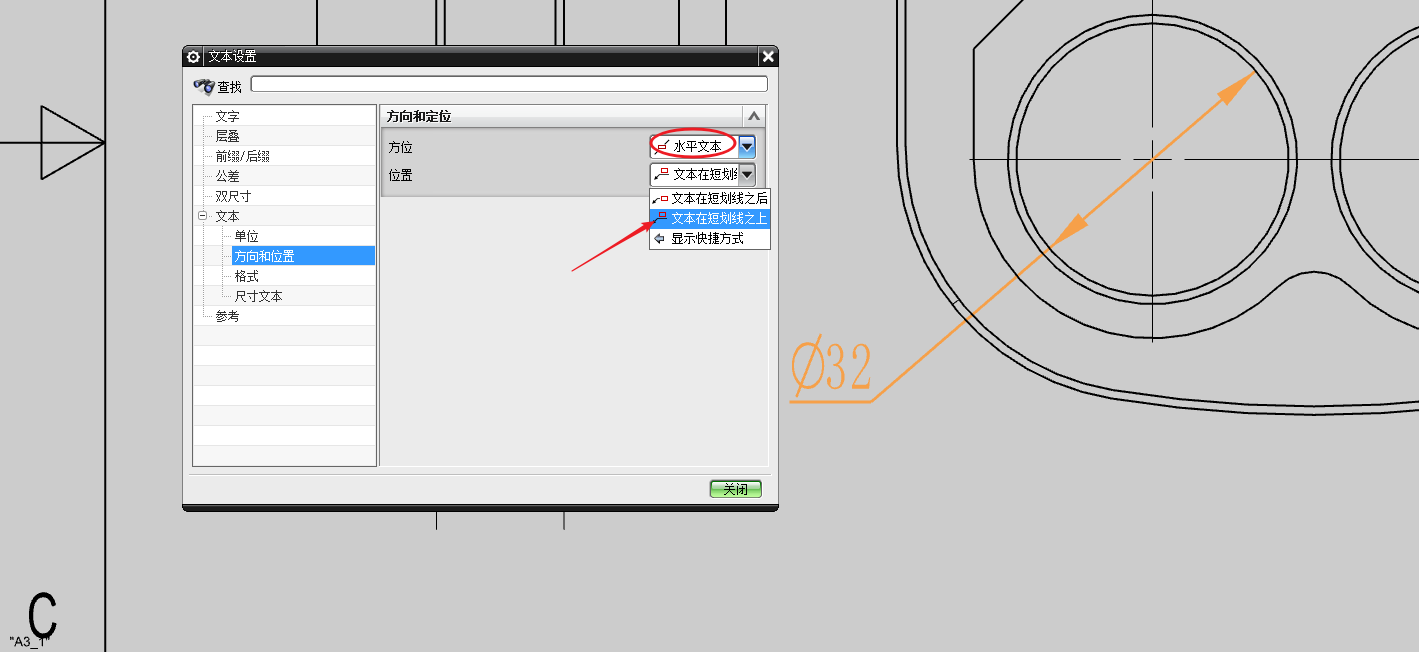 文本设置
查找
文字
层叠
前缀/后缀
公差
双尺寸
文本
单位
方向和位置
格式
尺寸文本
参考
方向和定位
方位
水平文本
位置
文本在短划
文本在短划线之后
文本在短划线之上
显示快捷方式
关闭
Ø32
C
"A3_1"